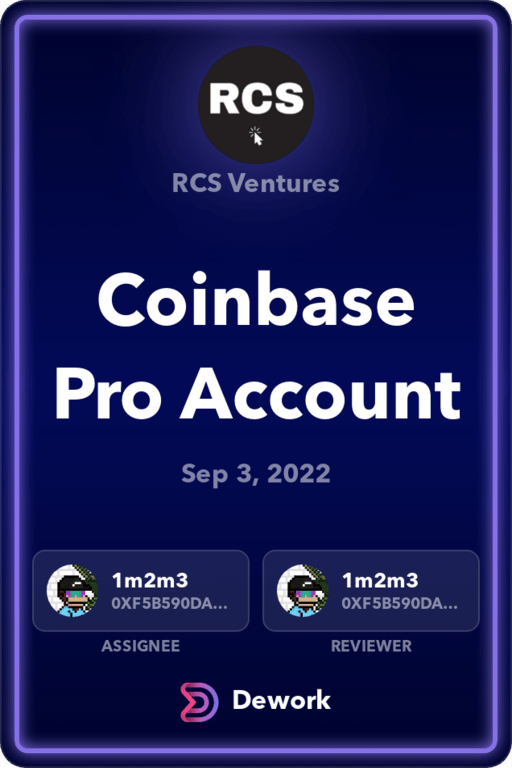 RCS
RCS Ventures
Coinbase
Pro Account
Sep 3, 2022
1m2m3
0XF5B590DA...
ASSIGNEE
1m2m3
0XF5B590DA...
REVIEWER
Dework